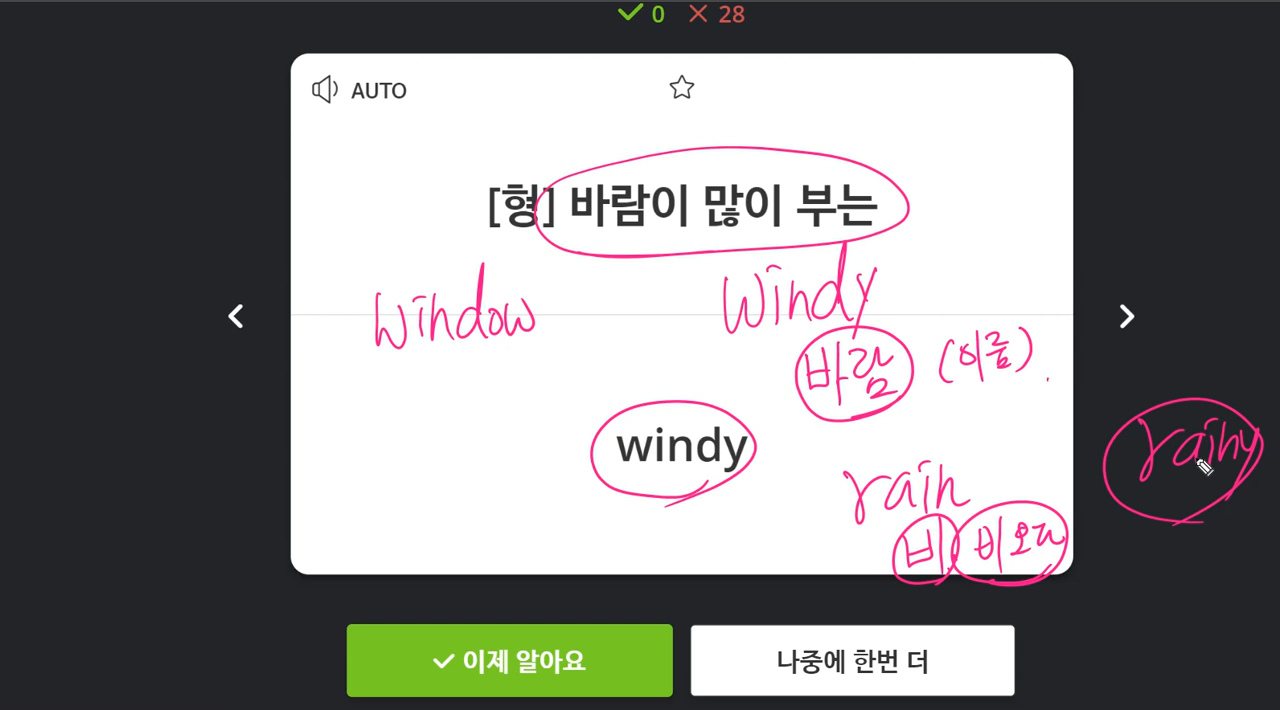 0 28
AUTO
[형] 바람이 많이 부는
window windy
바람 (이름)
windy
rainy
rain
비 비오다
이제 알아요 나중에 한번 더